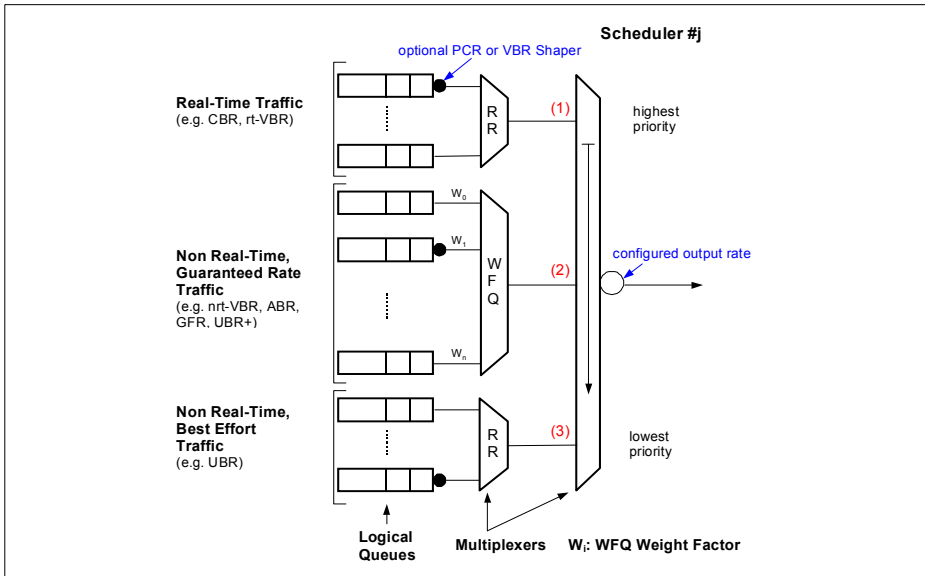 Scheduler #j
optional PCR or VBR Shaper
Real-Time Traffic
(e.g. CBR, rt-VBR)
R
R
(1)
highest
priority
W0
W1
Non Real-Time,
Guaranteed Rate
Traffic
(e.g. nrt-VBR, ABR,
GFR, UBR+)
W
F
Q
(2)
configured output rate
Wn
Non Real-Time,
Best Effort
Traffic
(e.g. UBR)
R
R
(3)
lowest
priority
Logical
Queues
Multiplexers
Wi: WFQ Weight Factor